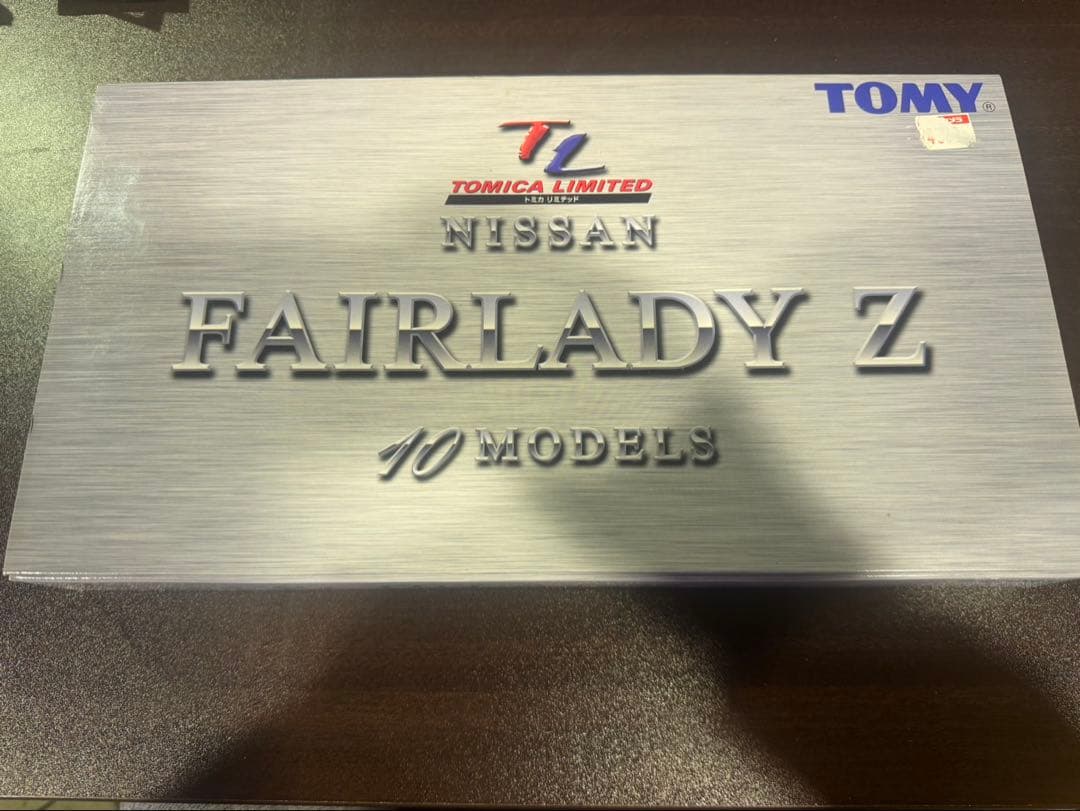 TOMY®
TL
TOMICA LIMITED
トミカ リミテッド
NISSAN
FAIRLADY Z
10 MODELS